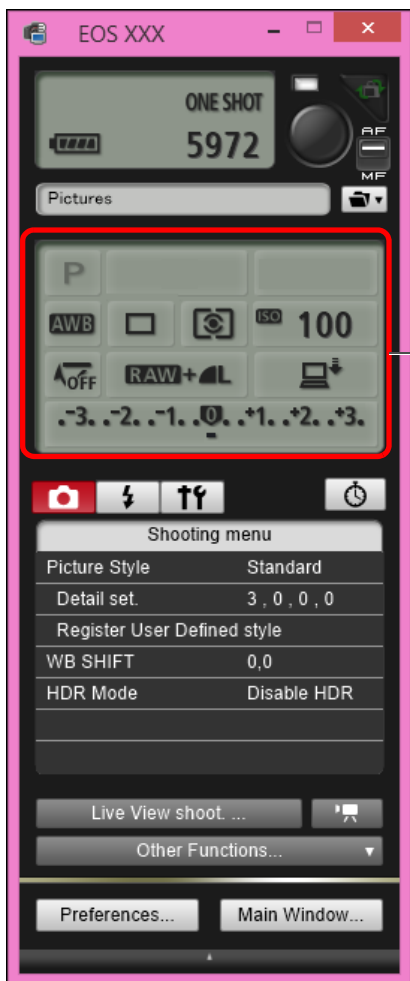 EOS XXX
ONE SHOT
5972
AF
MF
Pictures
P
AWB ISO 100
OFF RAW+L
.-3. .-2. .-1. .0. .+1. .+2. .+3.
Shooting menu
Picture Style Standard
Detail set. 3 , 0 , 0 , 0
Register User Defined style
WB SHIFT 0,0
HDR Mode Disable HDR
Live View shoot. ...
Other Functions...
Preferences... Main Window...